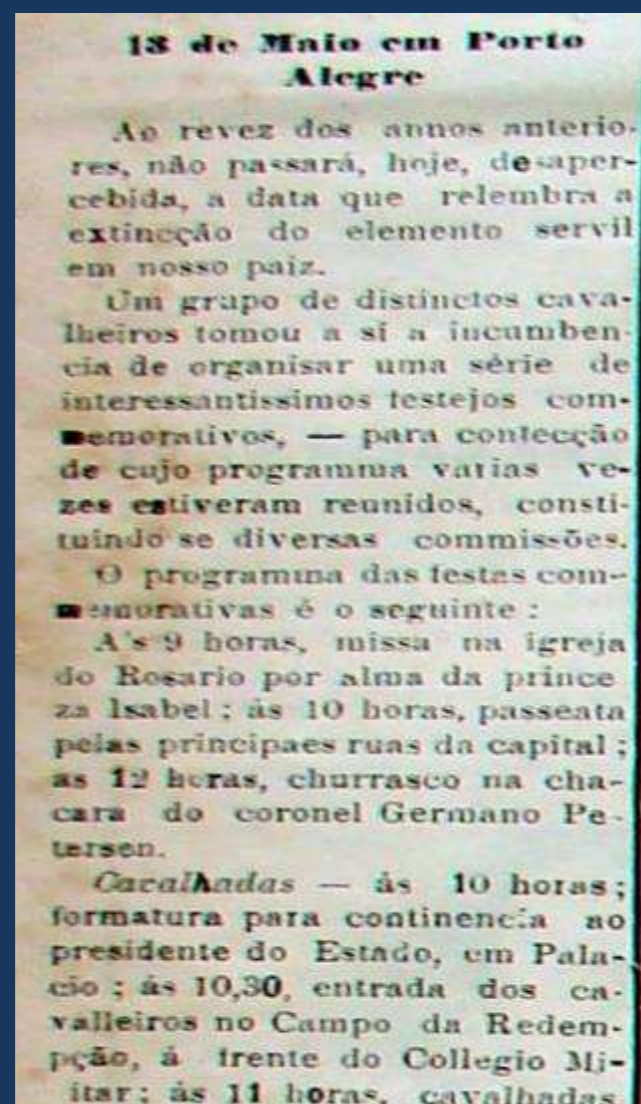 13 de Maio em Porto
Alegre
Ao revez dos annos anterio-
res, não passará, hoje, desaper-
cebida, a data que relembra a
extincção do elemento servil
em nosso paiz.
Um grupo de distinctos cava-
lheiros tomou a si a incumben-
cia de organisar uma série de
interessantissimos festejos com-
memorativos, — para confecção
de cujo programma varias ve-
zes estiveram reunidos, consti-
tuindo se diversas commissões.
O programma das festas com-
memorativas é o seguinte :
A's 9 horas, missa na igreja
do Rosario por alma da prince
za Isabel ; ás 10 horas, passeata
pelas principaes ruas da capital ;
as 12 horas, churrasco na cha-
cara do coronel Germano Pe-
tersen.
Cavalhadas — ás 10 horas ;
formatura para continencia ao
presidente do Estado, em Pala-
cio ; ás 10,30, entrada dos ca-
valleiros no Campo da Redem-
pção, á frente do Collegio Mi-
itar ; ás 11 horas, cavalhadas